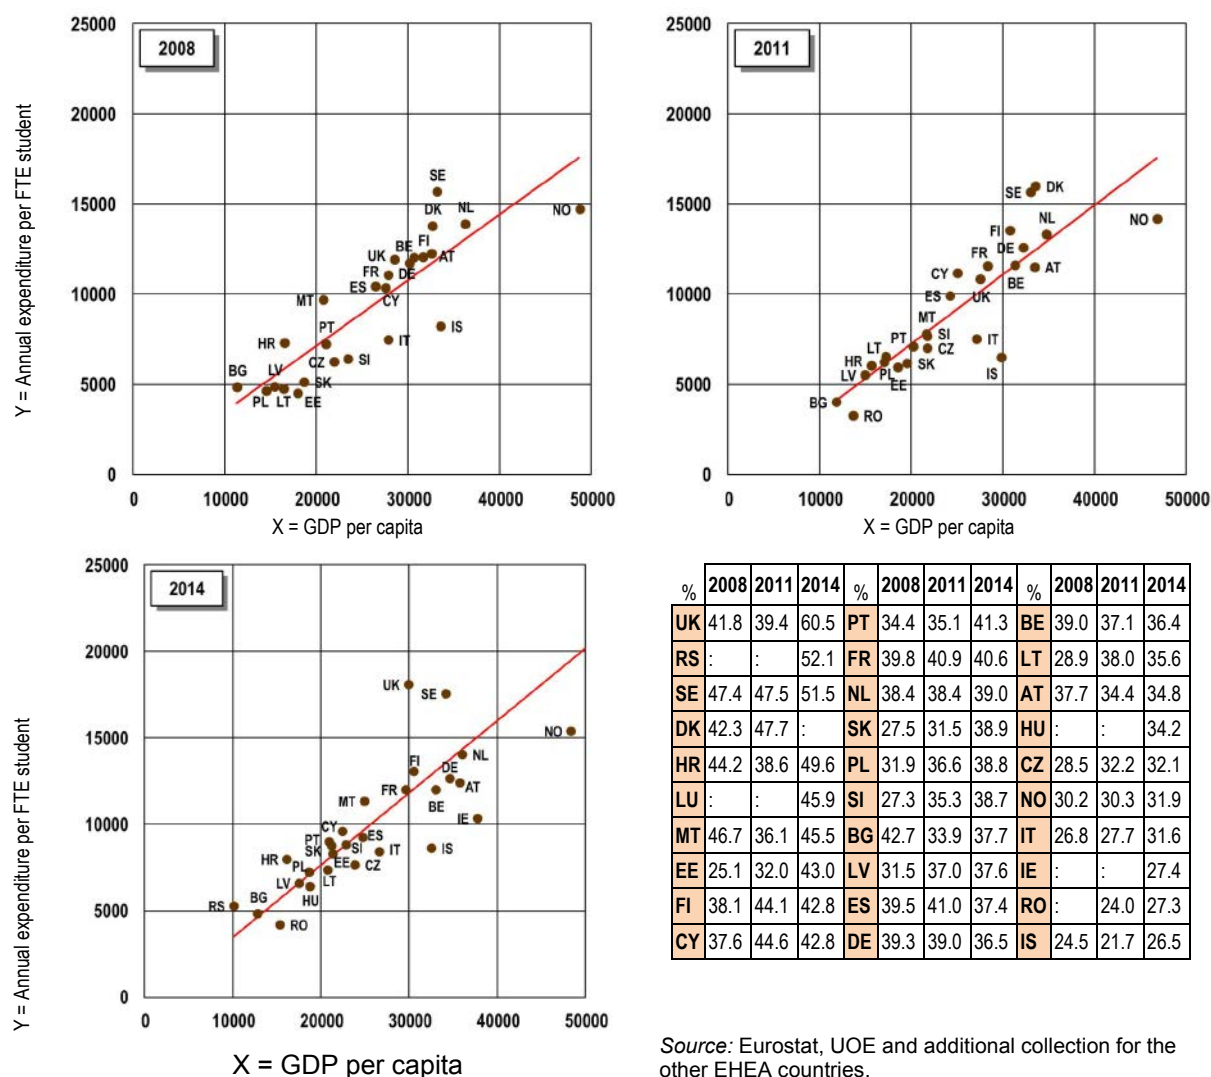 25000
2008
20000
15000
10000
5000
0
0 10000 20000 30000 40000 50000
X = GDP per capita
Y = Annual expenditure per FTE student
SE
DK
NL
NO
BE
FI
UK
AT
FR
DE
ES
CY
MT
PT
HR
IS
IT
CZ
SI
BG
LV
SK
PL
LT
EE
25000
2011
20000
15000
10000
5000
0
0 10000 20000 30000 40000 50000
X = GDP per capita
SE
DK
NO
FI
NL
DE
FR
CY
BE
AT
ES
UK
MT
SI
PT
CZ
IT
LT
HR
IS
LV
PL
EE
SK
BG
RO
25000
2014
20000
15000
10000
5000
0
0 10000 20000 30000 40000 50000
X = GDP per capita
Y = Annual expenditure per FTE student
UK
SE
NO
NL
FI
DE
FR
AT
BE
MT
IE
CY
ES
PT
SK
SI
IT
IS
HR
EE
CZ
PL
LT
LV
HU
RS
BG
RO
% 2008 2011 2014 % 2008 2011 2014 % 2008 2011 2014
UK 41.8 39.4 60.5 PT 34.4 35.1 41.3 BE 39.0 37.1 36.4
RS : : 52.1 FR 39.8 40.9 40.6 LT 28.9 38.0 35.6
SE 47.4 47.5 51.5 NL 38.4 38.4 39.0 AT 37.7 34.4 34.8
DK 42.3 47.7 : SK 27.5 31.5 38.9 HU : : 34.2
HR 44.2 38.6 49.6 PL 31.9 36.6 38.8 CZ 28.5 32.2 32.1
LU : : 45.9 SI 27.3 35.3 38.7 NO 30.2 30.3 31.9
MT 46.7 36.1 45.5 BG 42.7 33.9 37.7 IT 26.8 27.7 31.6
EE 25.1 32.0 43.0 LV 31.5 37.0 37.6 IE : : 27.4
FI 38.1 44.1 42.8 ES 39.5 41.0 37.4 RO : 24.0 27.3
CY 37.6 44.6 42.8 DE 39.3 39.0 36.5 IS 24.5 21.7 26.5
Source: Eurostat, UOE and additional collection for the
other EHEA countries.